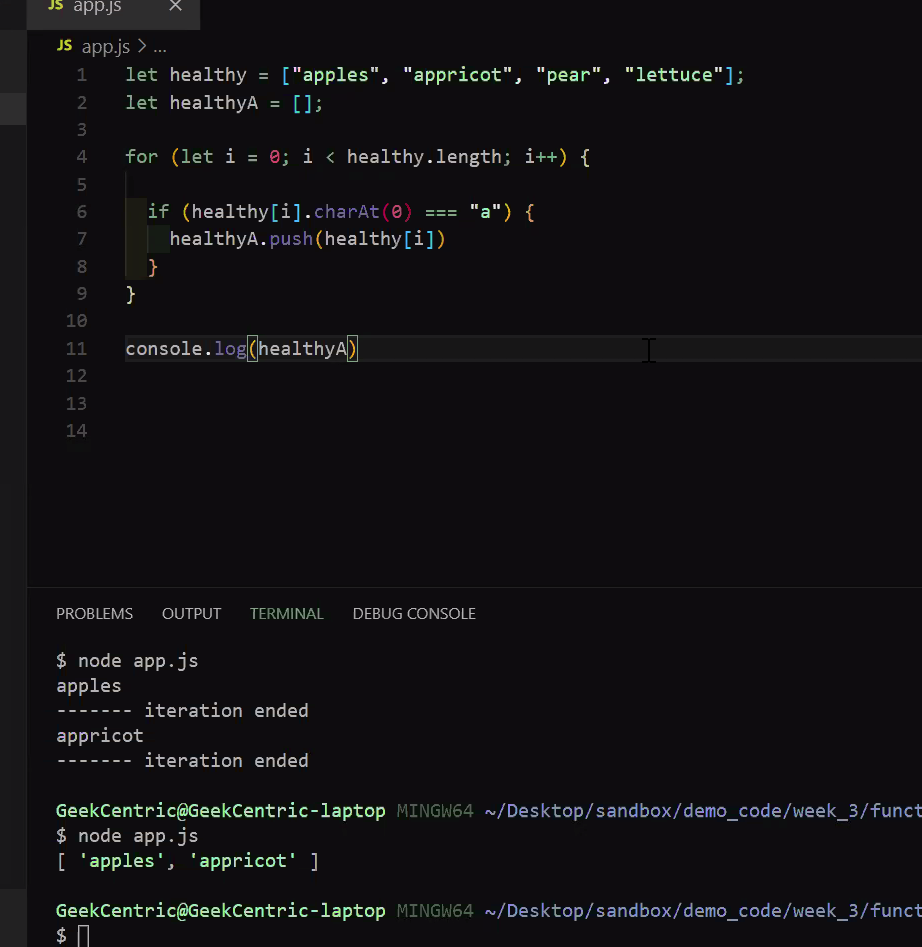 JS app.js ×
JS app.js > ...
1 let healthy = ["apples", "appricot", "pear", "lettuce"];
2 let healthyA = [];
3
4 for (let i = 0; i < healthy.length; i++) {
5
6 if (healthy[i].charAt(0) === "a") {
7 healthyA.push(healthy[i])
8 }
9 }
10
11 console.log(healthyA)
12
13
14
PROBLEMS OUTPUT TERMINAL DEBUG CONSOLE
$ node app.js
apples
------- iteration ended
appricot
------- iteration ended
GeekCentric@GeekCentric-laptop MINGW64 ~/Desktop/sandbox/demo_code/week_3/funct
$ node app.js
[ 'apples', 'appricot' ]
GeekCentric@GeekCentric-laptop MINGW64 ~/Desktop/sandbox/demo_code/week_3/funct
$